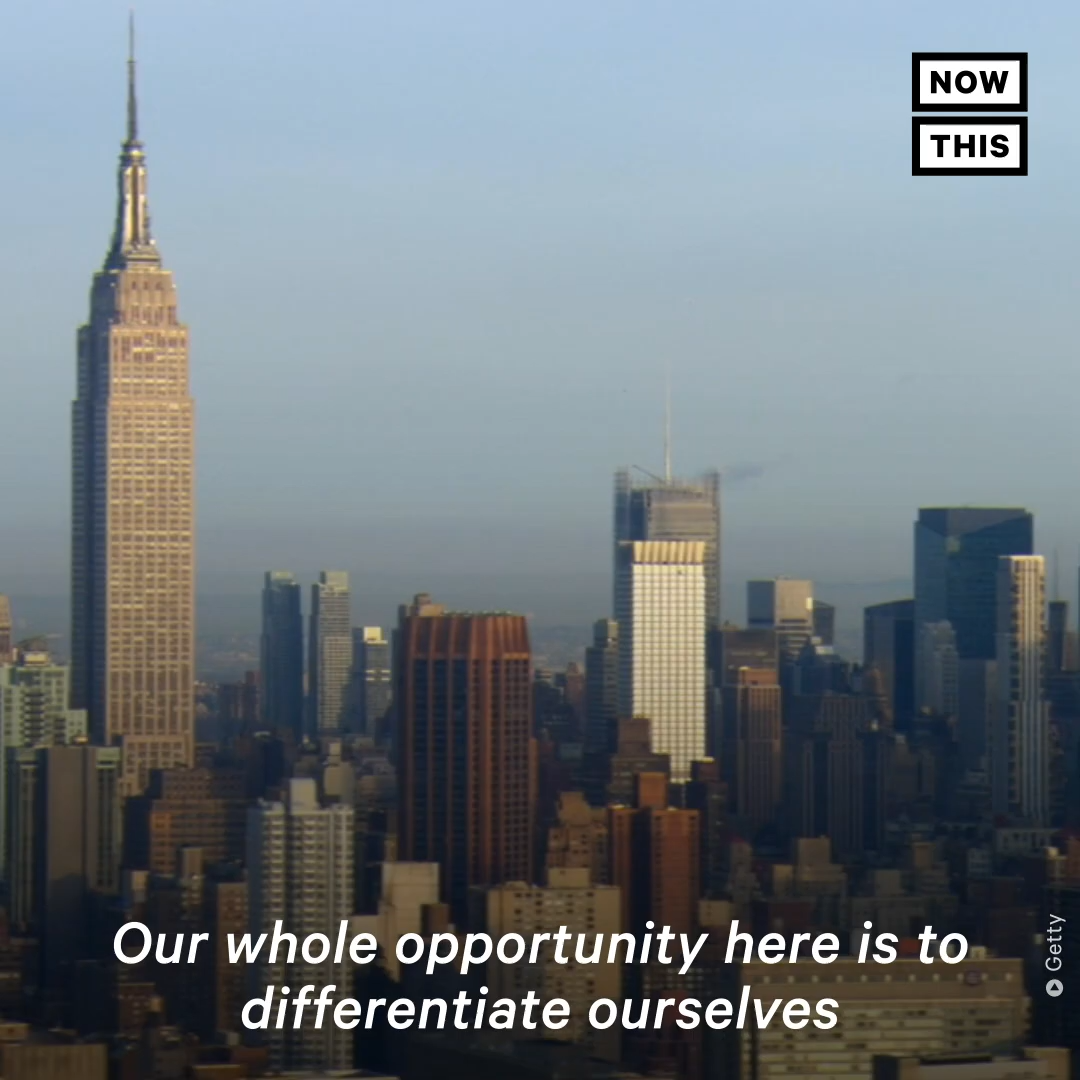 NOW
THIS
Our whole opportunity here is to
differentiate ourselves
Getty